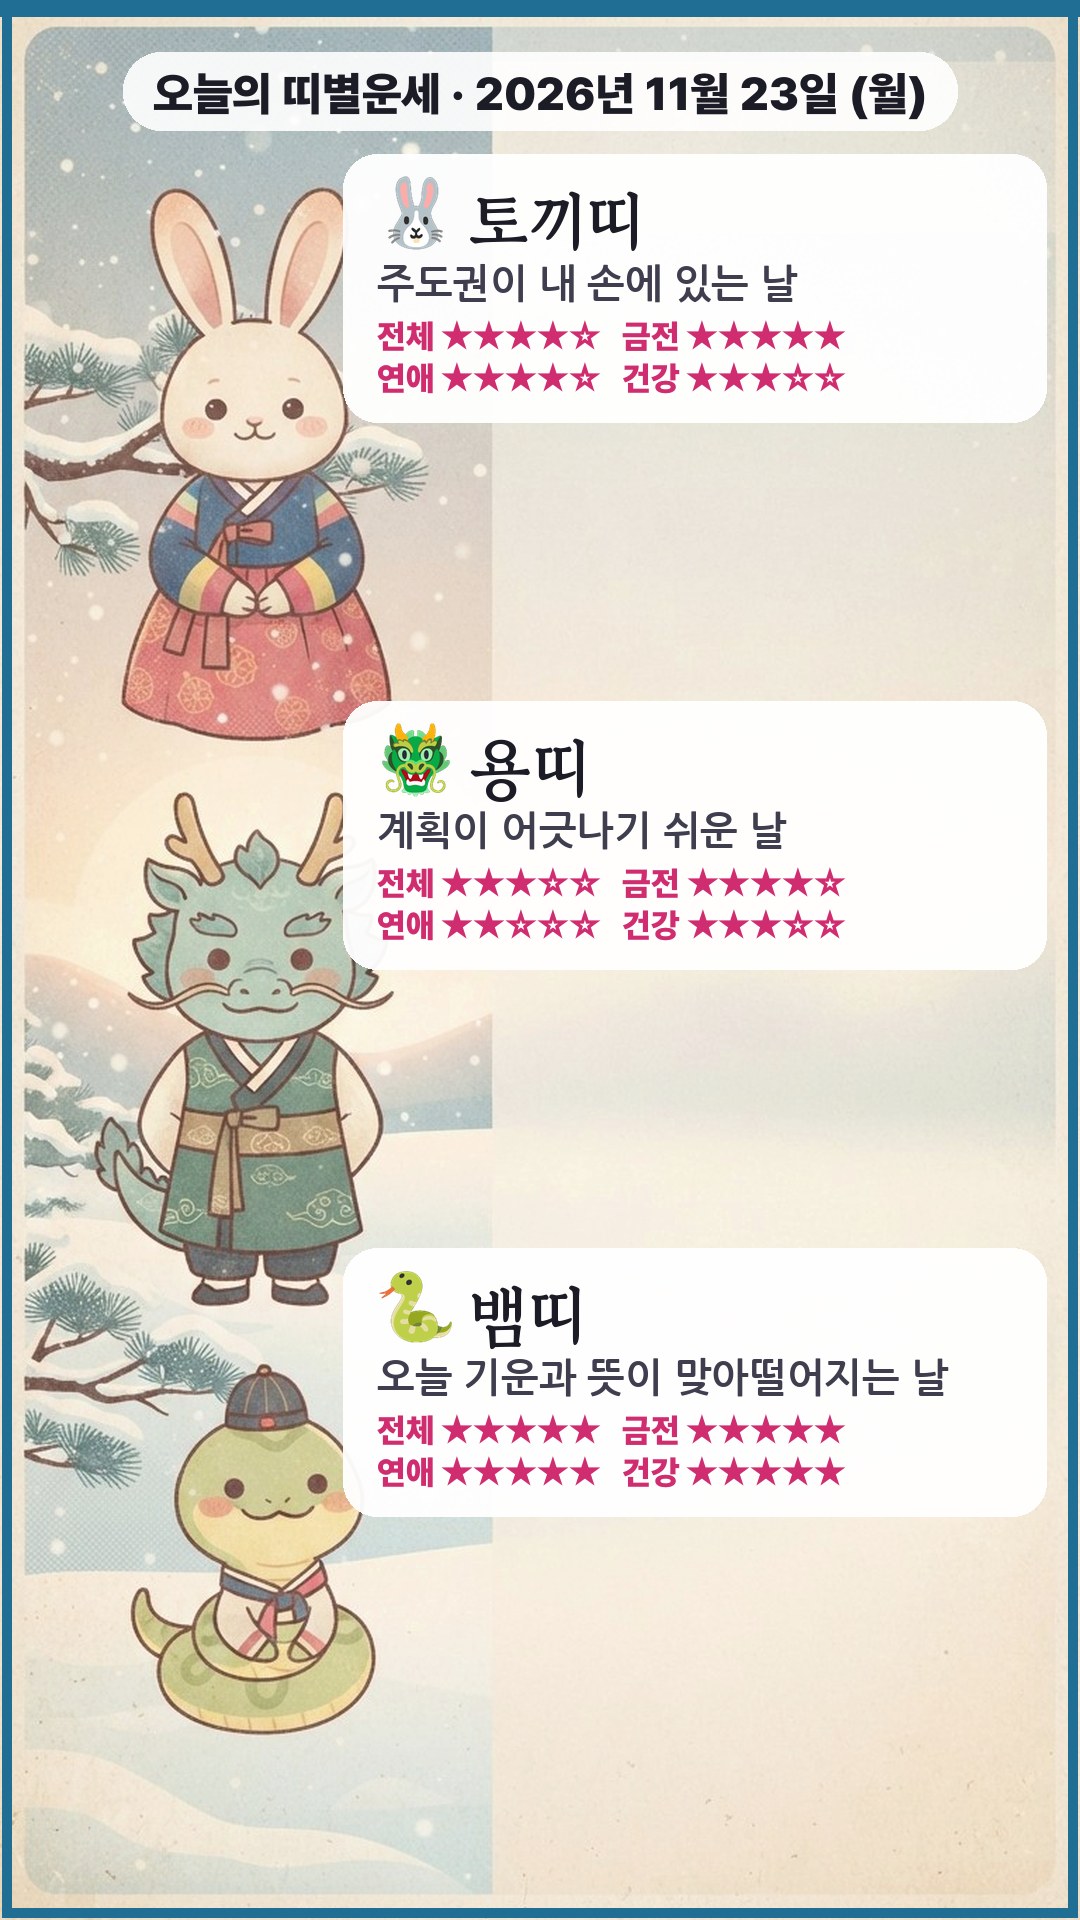 오늘의 띠별운세 · 2026년 11월 23일 (월)
토끼띠
주도권이 내 손에 있는 날
전체 ★★★★☆ 금전 ★★★★★
연애 ★★★★☆ 건강 ★★★☆☆
용띠
계획이 어긋나기 쉬운 날
전체 ★★★☆☆ 금전 ★★★★☆
연애 ★★☆☆☆ 건강 ★★★☆☆
뱀띠
오늘 기운과 뜻이 맞아떨어지는 날
전체 ★★★★★ 금전 ★★★★★
연애 ★★★★★ 건강 ★★★★★